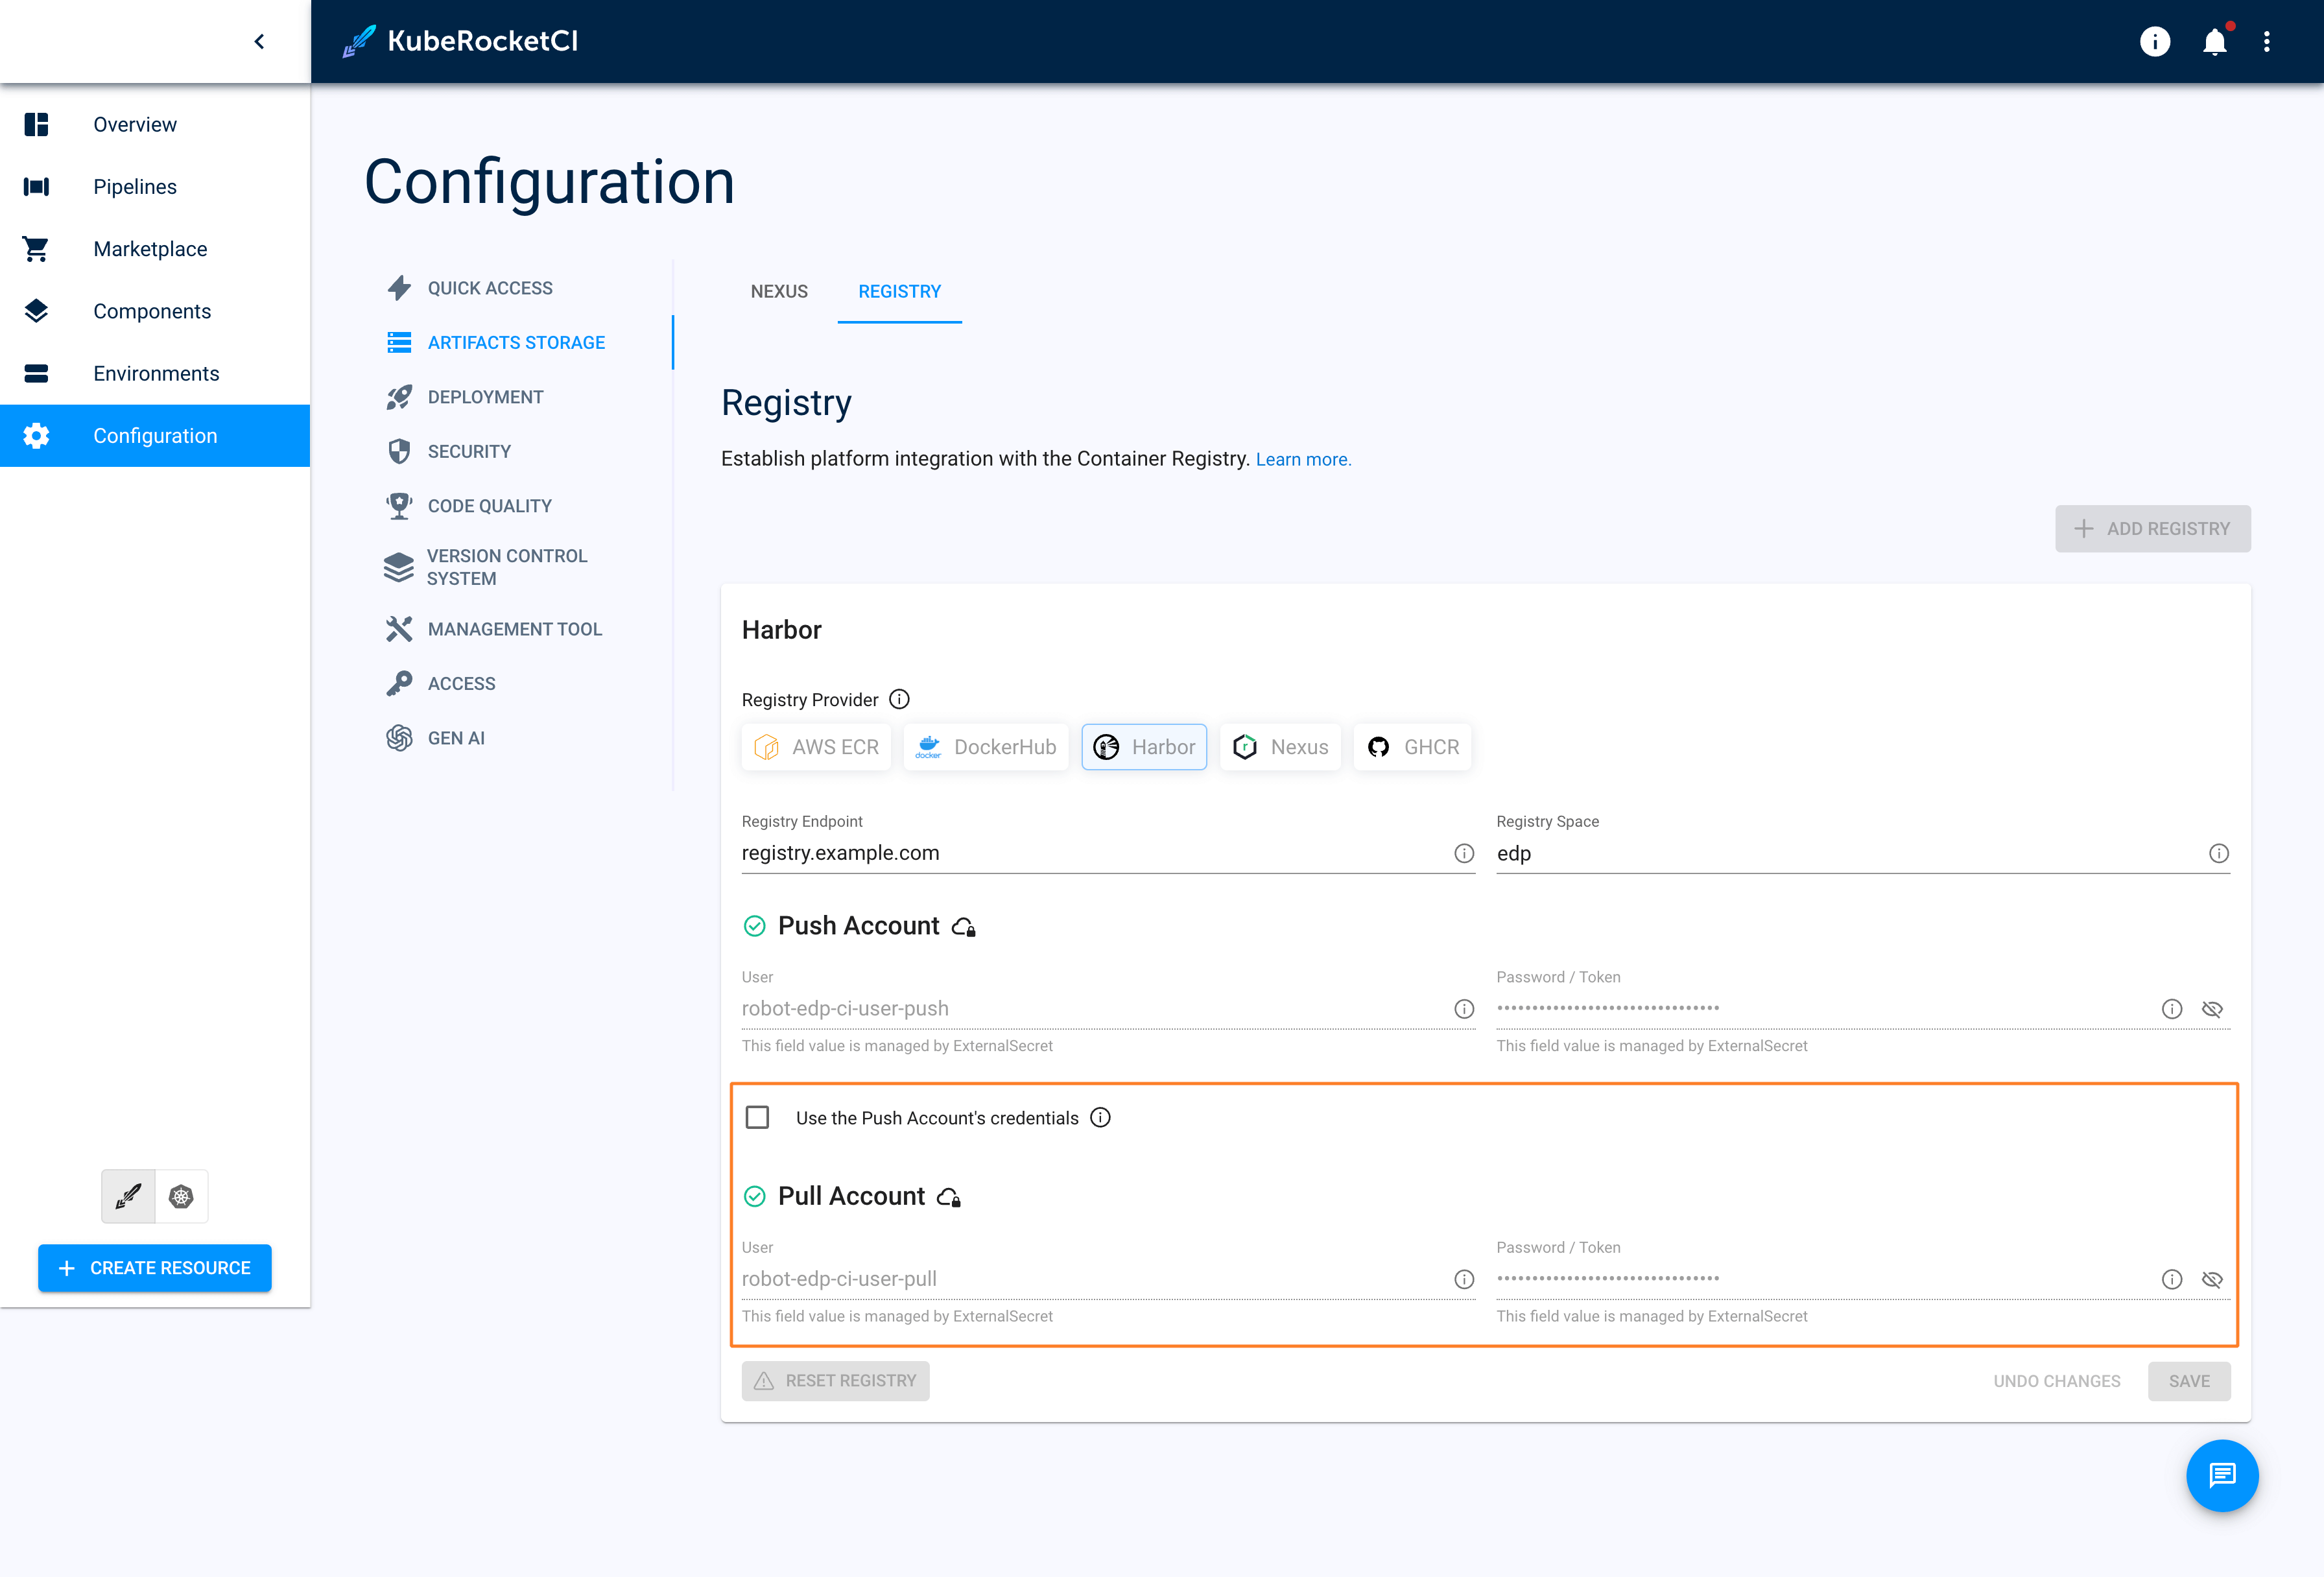 KubeRocketCI
Overview
Pipelines
Marketplace
Components
Environments
Configuration
CREATE RESOURCE
Configuration
QUICK ACCESS
ARTIFACTS STORAGE
DEPLOYMENT
SECURITY
CODE QUALITY
VERSION CONTROL
SYSTEM
MANAGEMENT TOOL
ACCESS
GEN AI
NEXUS
REGISTRY
Registry
Establish platform integration with the Container Registry. Learn more.
ADD REGISTRY
Harbor
Registry Provider
AWS ECR
docker
DockerHub
Harbor
Nexus
GHCR
Registry Endpoint
registry.example.com
Registry Space
edp
Push Account
User
robot-edp-ci-user-push
This field value is managed by ExternalSecret
Password / Token
This field value is managed by ExternalSecret
Use the Push Account's credentials
Pull Account
User
robot-edp-ci-user-pull
This field value is managed by ExternalSecret
Password / Token
This field value is managed by ExternalSecret
RESET REGISTRY
UNDO CHANGES
SAVE